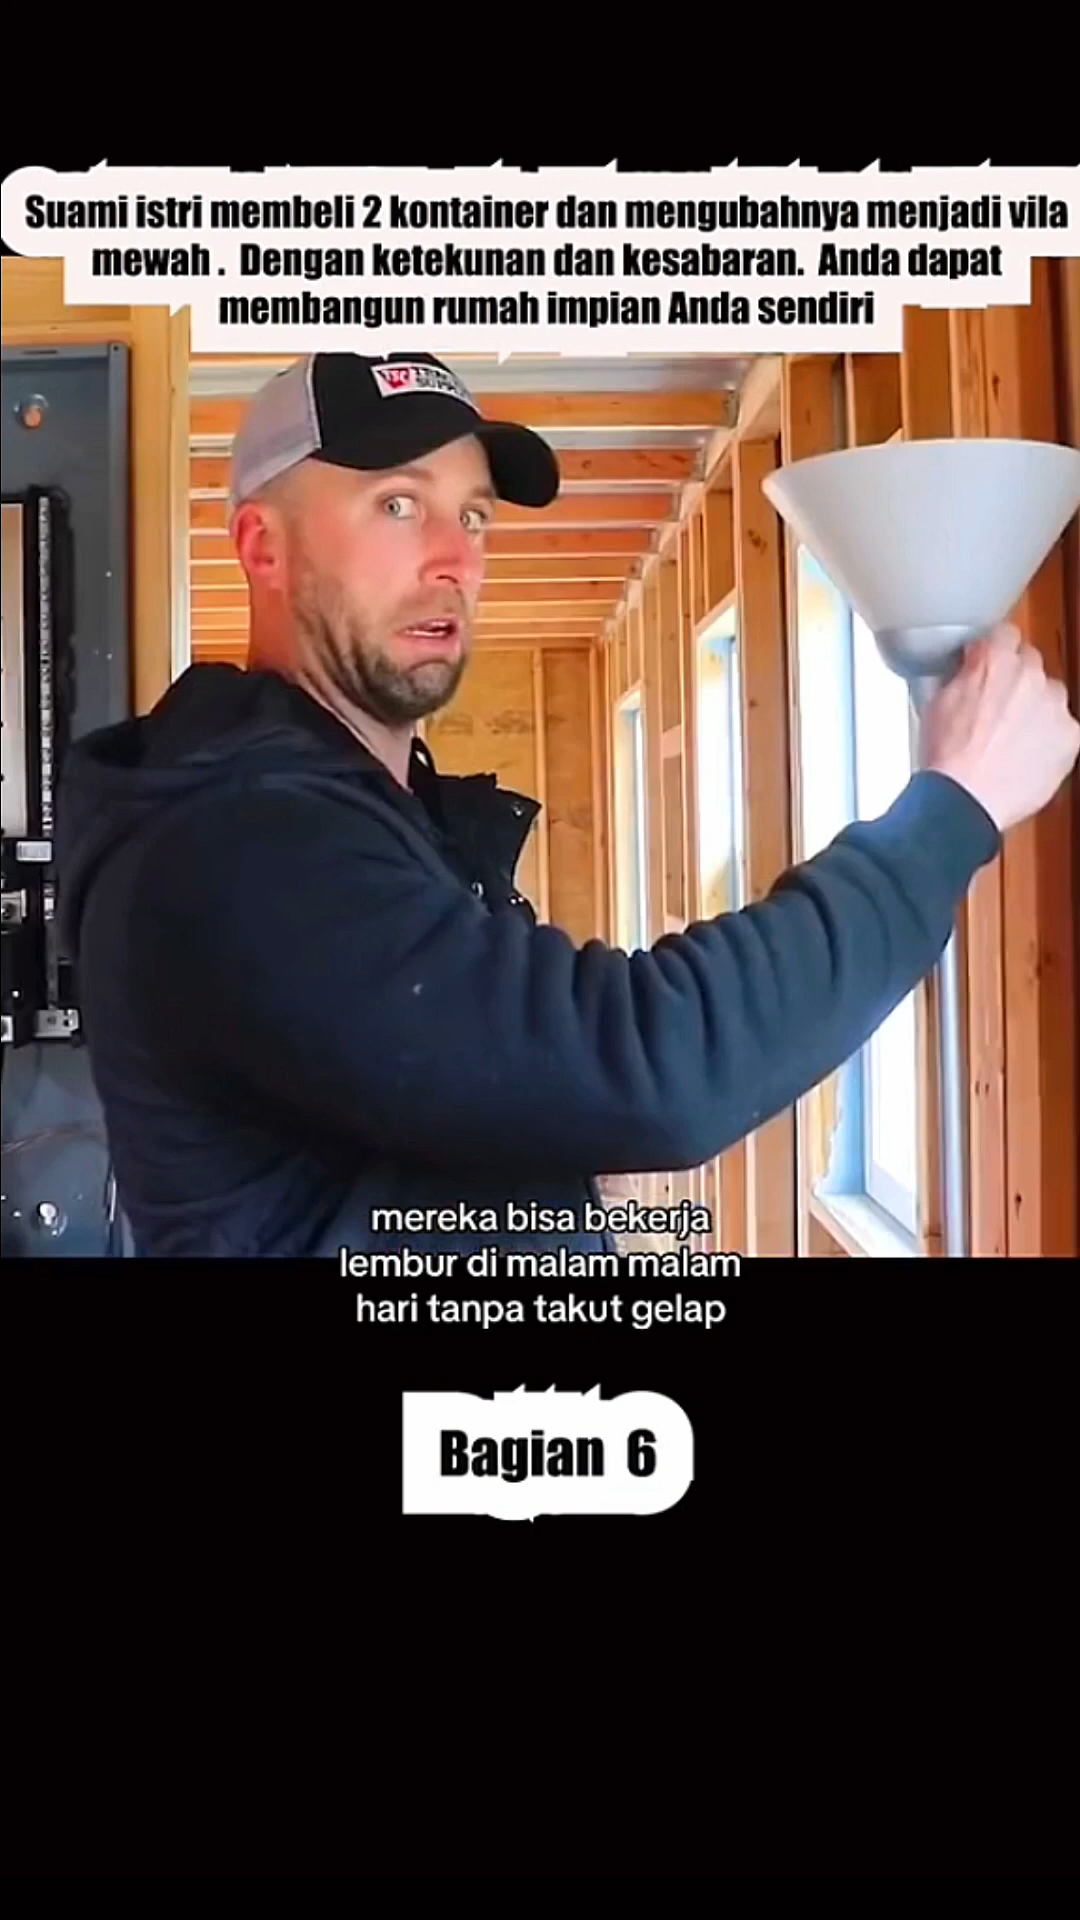 Suami istri membeli 2 kontainer dan mengubahnya menjadi vila
mewah . Dengan ketekunan dan kesabaran. Anda dapat
membangun rumah impian Anda sendiri
mereka bisa bekerja
lembur di malam malam
hari tanpa takut gelap
Bagian 6